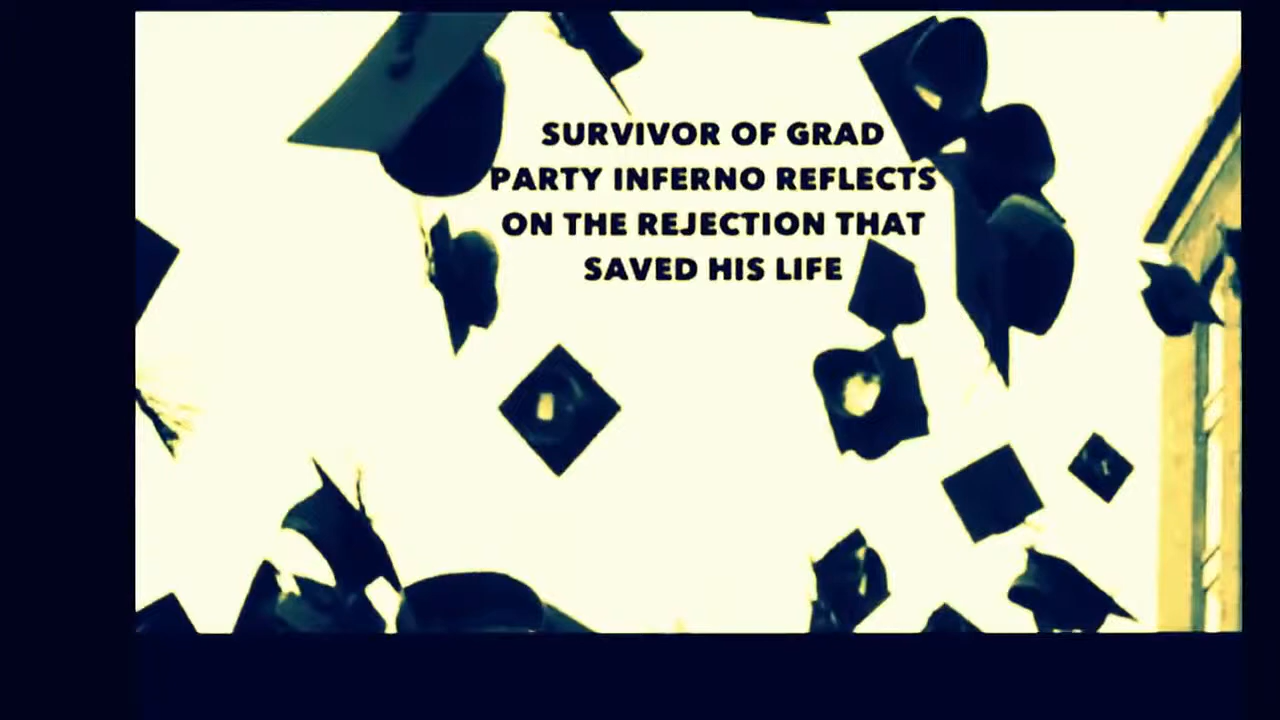 SURVIVOR OF GRAD
PARTY INFERNO REFLECTS
ON THE REJECTION THAT
SAVED HIS LIFE